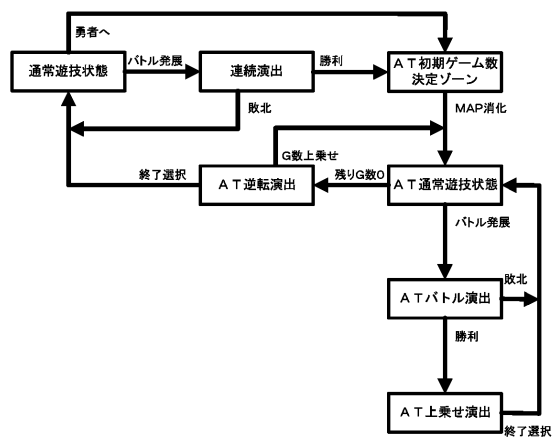 勇者へ
通常遊技状態
バトル発展
連続演出
勝利
ＡＴ初期ゲーム数
決定ゾーン
敗北
ＭＡＰ消化
Ｇ数上乗せ
終了選択
ＡＴ逆転演出
残りＧ数０
ＡＴ通常遊技状態
バトル発展
ＡＴバトル演出
敗北
勝利
ＡＴ上乗せ演出
終了選択